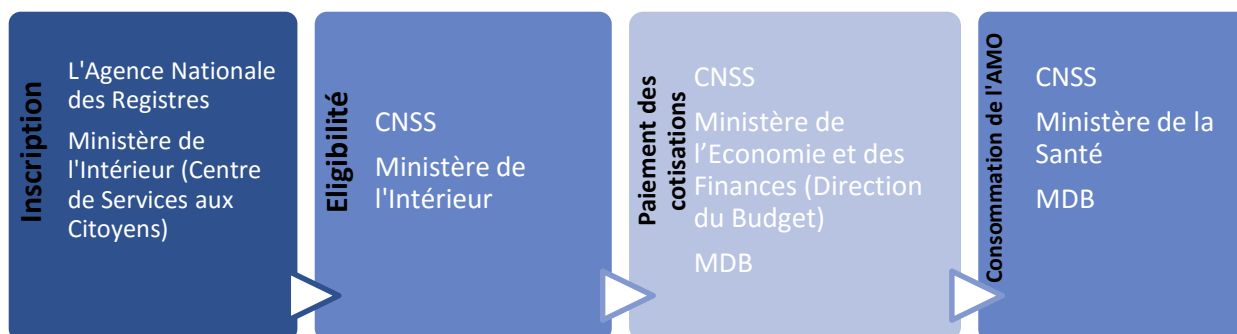 Inscription
L'Agence Nationale
des Registres
Ministère de
l'Intérieur (Centre
de Services aux
Citoyens)
Eligibilité
CNSS
Ministère de
l'Intérieur
Paiement des
cotisations
CNSS
Ministère de
l’Economie et des
Finances (Direction
du Budget)
MDB
Consommation de l'AMO
CNSS
Ministère de la
Santé
MDB